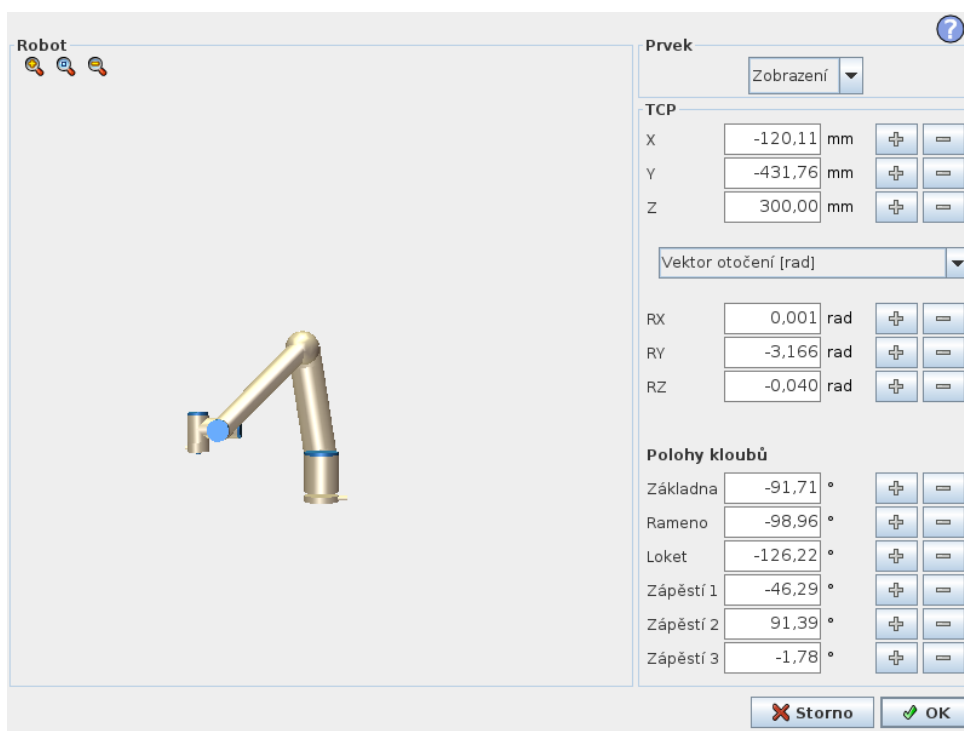 ?
Robot
Prvek
Zobrazení
TCP
X -120,11 mm
Y -431,76 mm
Z 300,00 mm
Vektor otočení [rad]
RX 0,001 rad
RY -3,166 rad
RZ -0,040 rad
Polohy kloubů
Základna -91,71 °
Rameno -98,96 °
Loket -126,22 °
Zápěstí 1 -46,29 °
Zápěstí 2 91,39 °
Zápěstí 3 -1,78 °
Storno OK